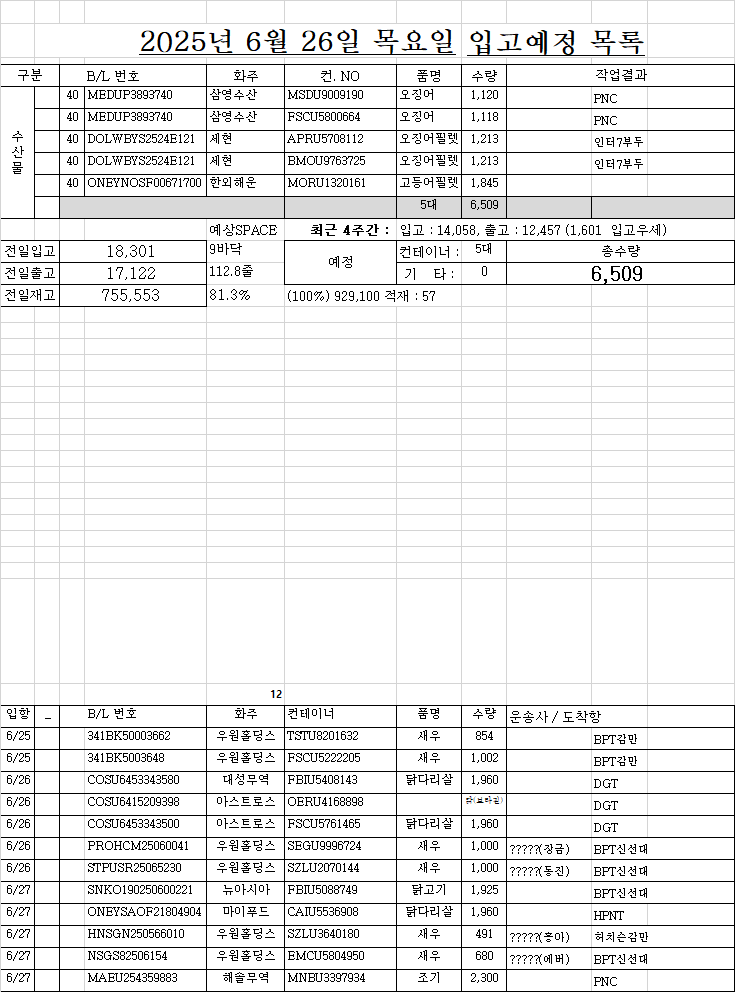 2025년 6월 26일 목요일 입고예정 목록
구분 B/L 번호 화주 컨. NO 품명 수량 작업결과
수산물
40 MEDUP3893740 삼영수산 MSDU9009190 오징어 1,120 PNC
40 MEDUP3893740 삼영수산 FSCU5800664 오징어 1,118 PNC
40 DOLWBYS2524E121 세현 APRU5708112 오징어필렛 1,213 인터7부두
40 DOLWBYS2524E121 세현 BMOU9763725 오징어필렛 1,213 인터7부두
40 ONEYNOSF00671700 한외해운 MORU1320161 고등어필렛 1,845
5대 6,509
예상SPACE 최근 4주간 : 입고 : 14,058, 출고 : 12,457 (1,601 입고우세)
전일입고 18,301 9바닥 예정 컨테이너 : 5대 총수량
전일출고 17,122 112.8줄 기 타 : 0 6,509
전일재고 755,553 81.3% (100%) 929,100 적재 : 57
12
입항 _ B/L 번호 화주 컨테이너 품명 수량 운송사 / 도착항
6/25 341BK50003662 우원홀딩스 TSTU8201632 새우 854 BPT감만
6/25 341BK5003648 우원홀딩스 FSCU5222205 새우 1,002 BPT감만
6/26 COSU6453343580 대성무역 FBIU5408143 닭다리살 1,960 DGT
6/26 COSU6415209398 아스트로스 OERU4168898 DGT
6/26 COSU6453343500 아스트로스 FSCU5761465 닭다리살 1,960 DGT
6/26 PROHCM25060041 우원홀딩스 SEGU9996724 새우 1,000 ?????(장금) BPT신선대
6/26 STPUSR25065230 우원홀딩스 SZLU2070144 새우 1,000 ?????(동진) BPT신선대
6/27 SNKO190250600221 뉴아시아 FBIU5088749 닭고기 1,925 BPT신선대
6/27 ONEYSAOF21804904 마이푸드 CAIU5536908 닭다리살 1,960 HPNT
6/27 HNSGN250566010 우원홀딩스 SZLU3640180 새우 491 ?????(흥아) 허치슨감만
6/27 NSGS82506154 우원홀딩스 EMCU5804950 새우 680 ?????(에버) BPT신선대
6/27 MAEU254359883 해솔무역 MNBU3397934 조기 2,300 PNC